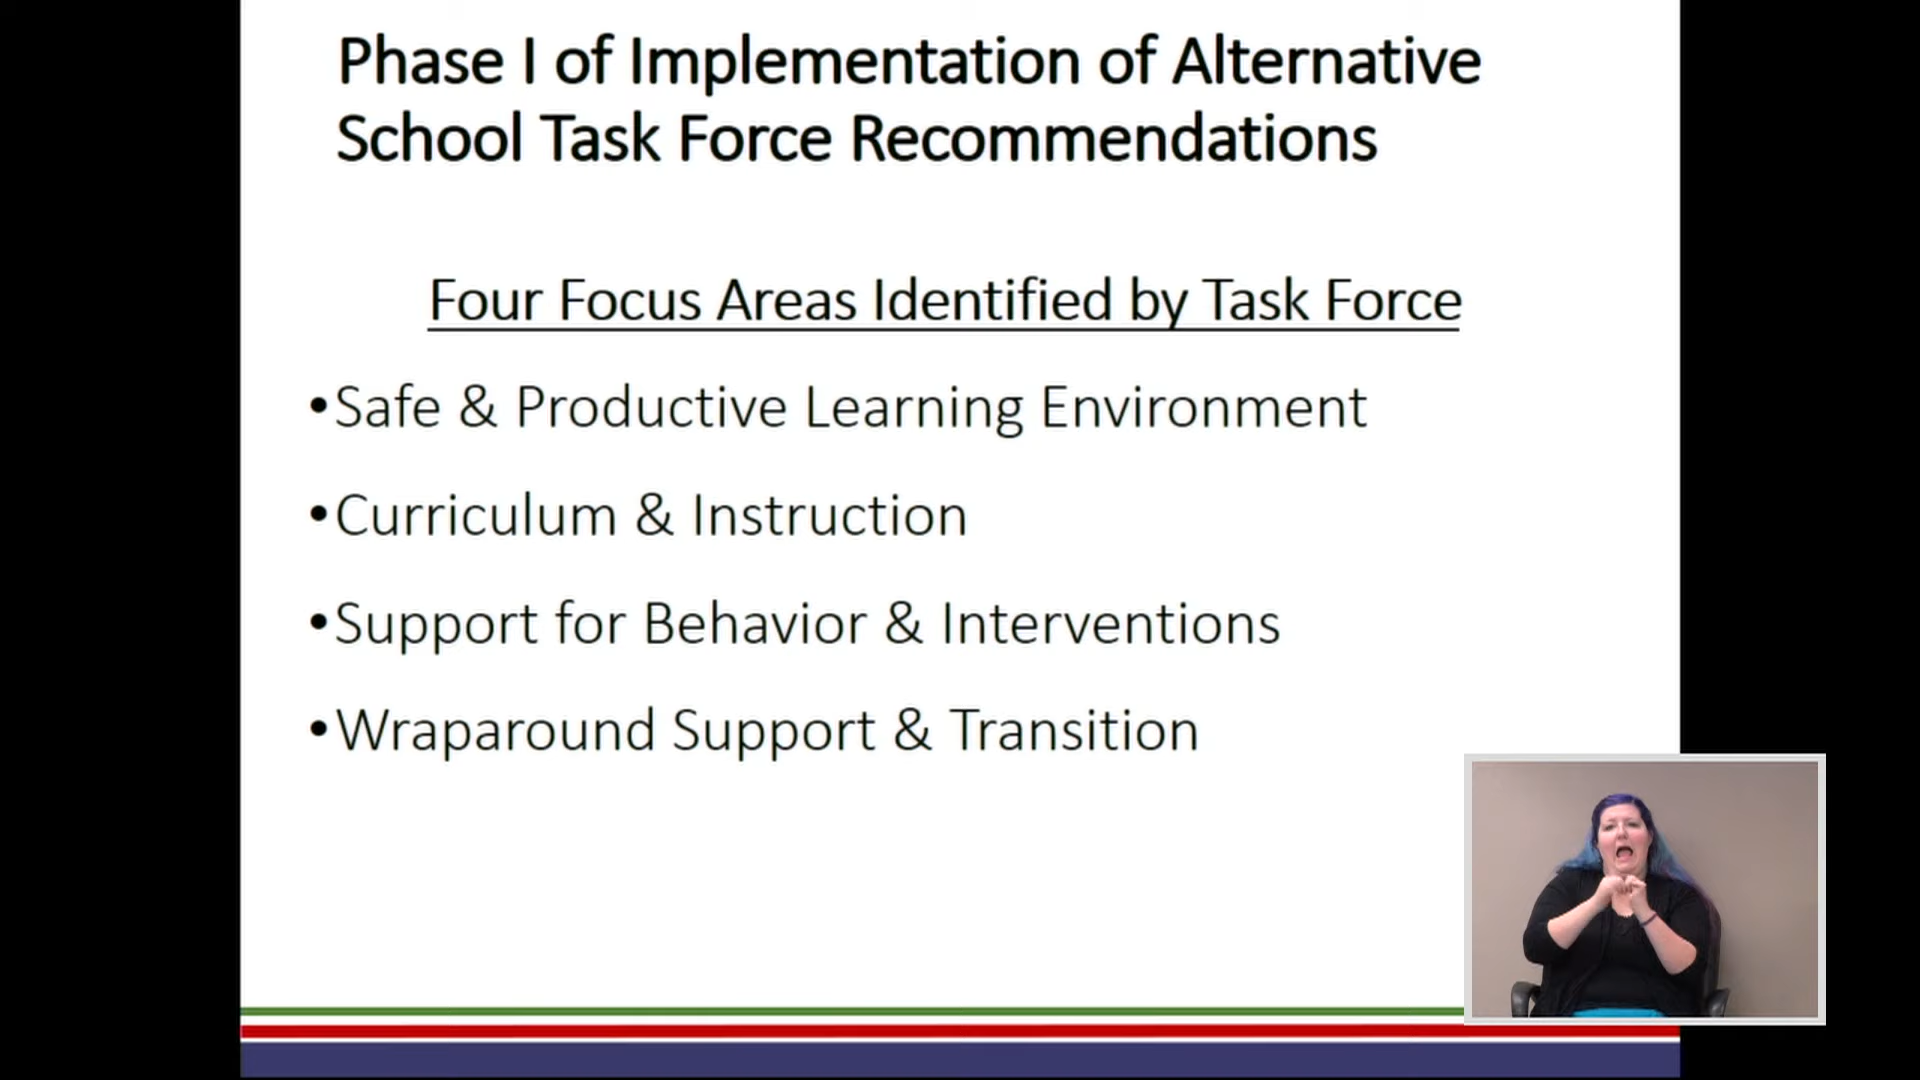 Phase I of Implementation of Alternative
School Task Force Recommendations
Four Focus Areas Identified by Task Force
•Safe & Productive Learning Environment
•Curriculum & Instruction
•Support for Behavior & Interventions
•Wraparound Support & Transition